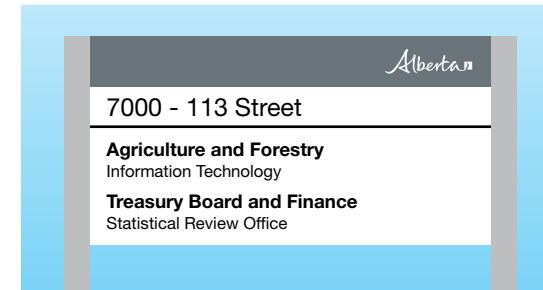 Alberta
7000 - 113 Street
Agriculture and Forestry
Information Technology
Treasury Board and Finance
Statistical Review Office